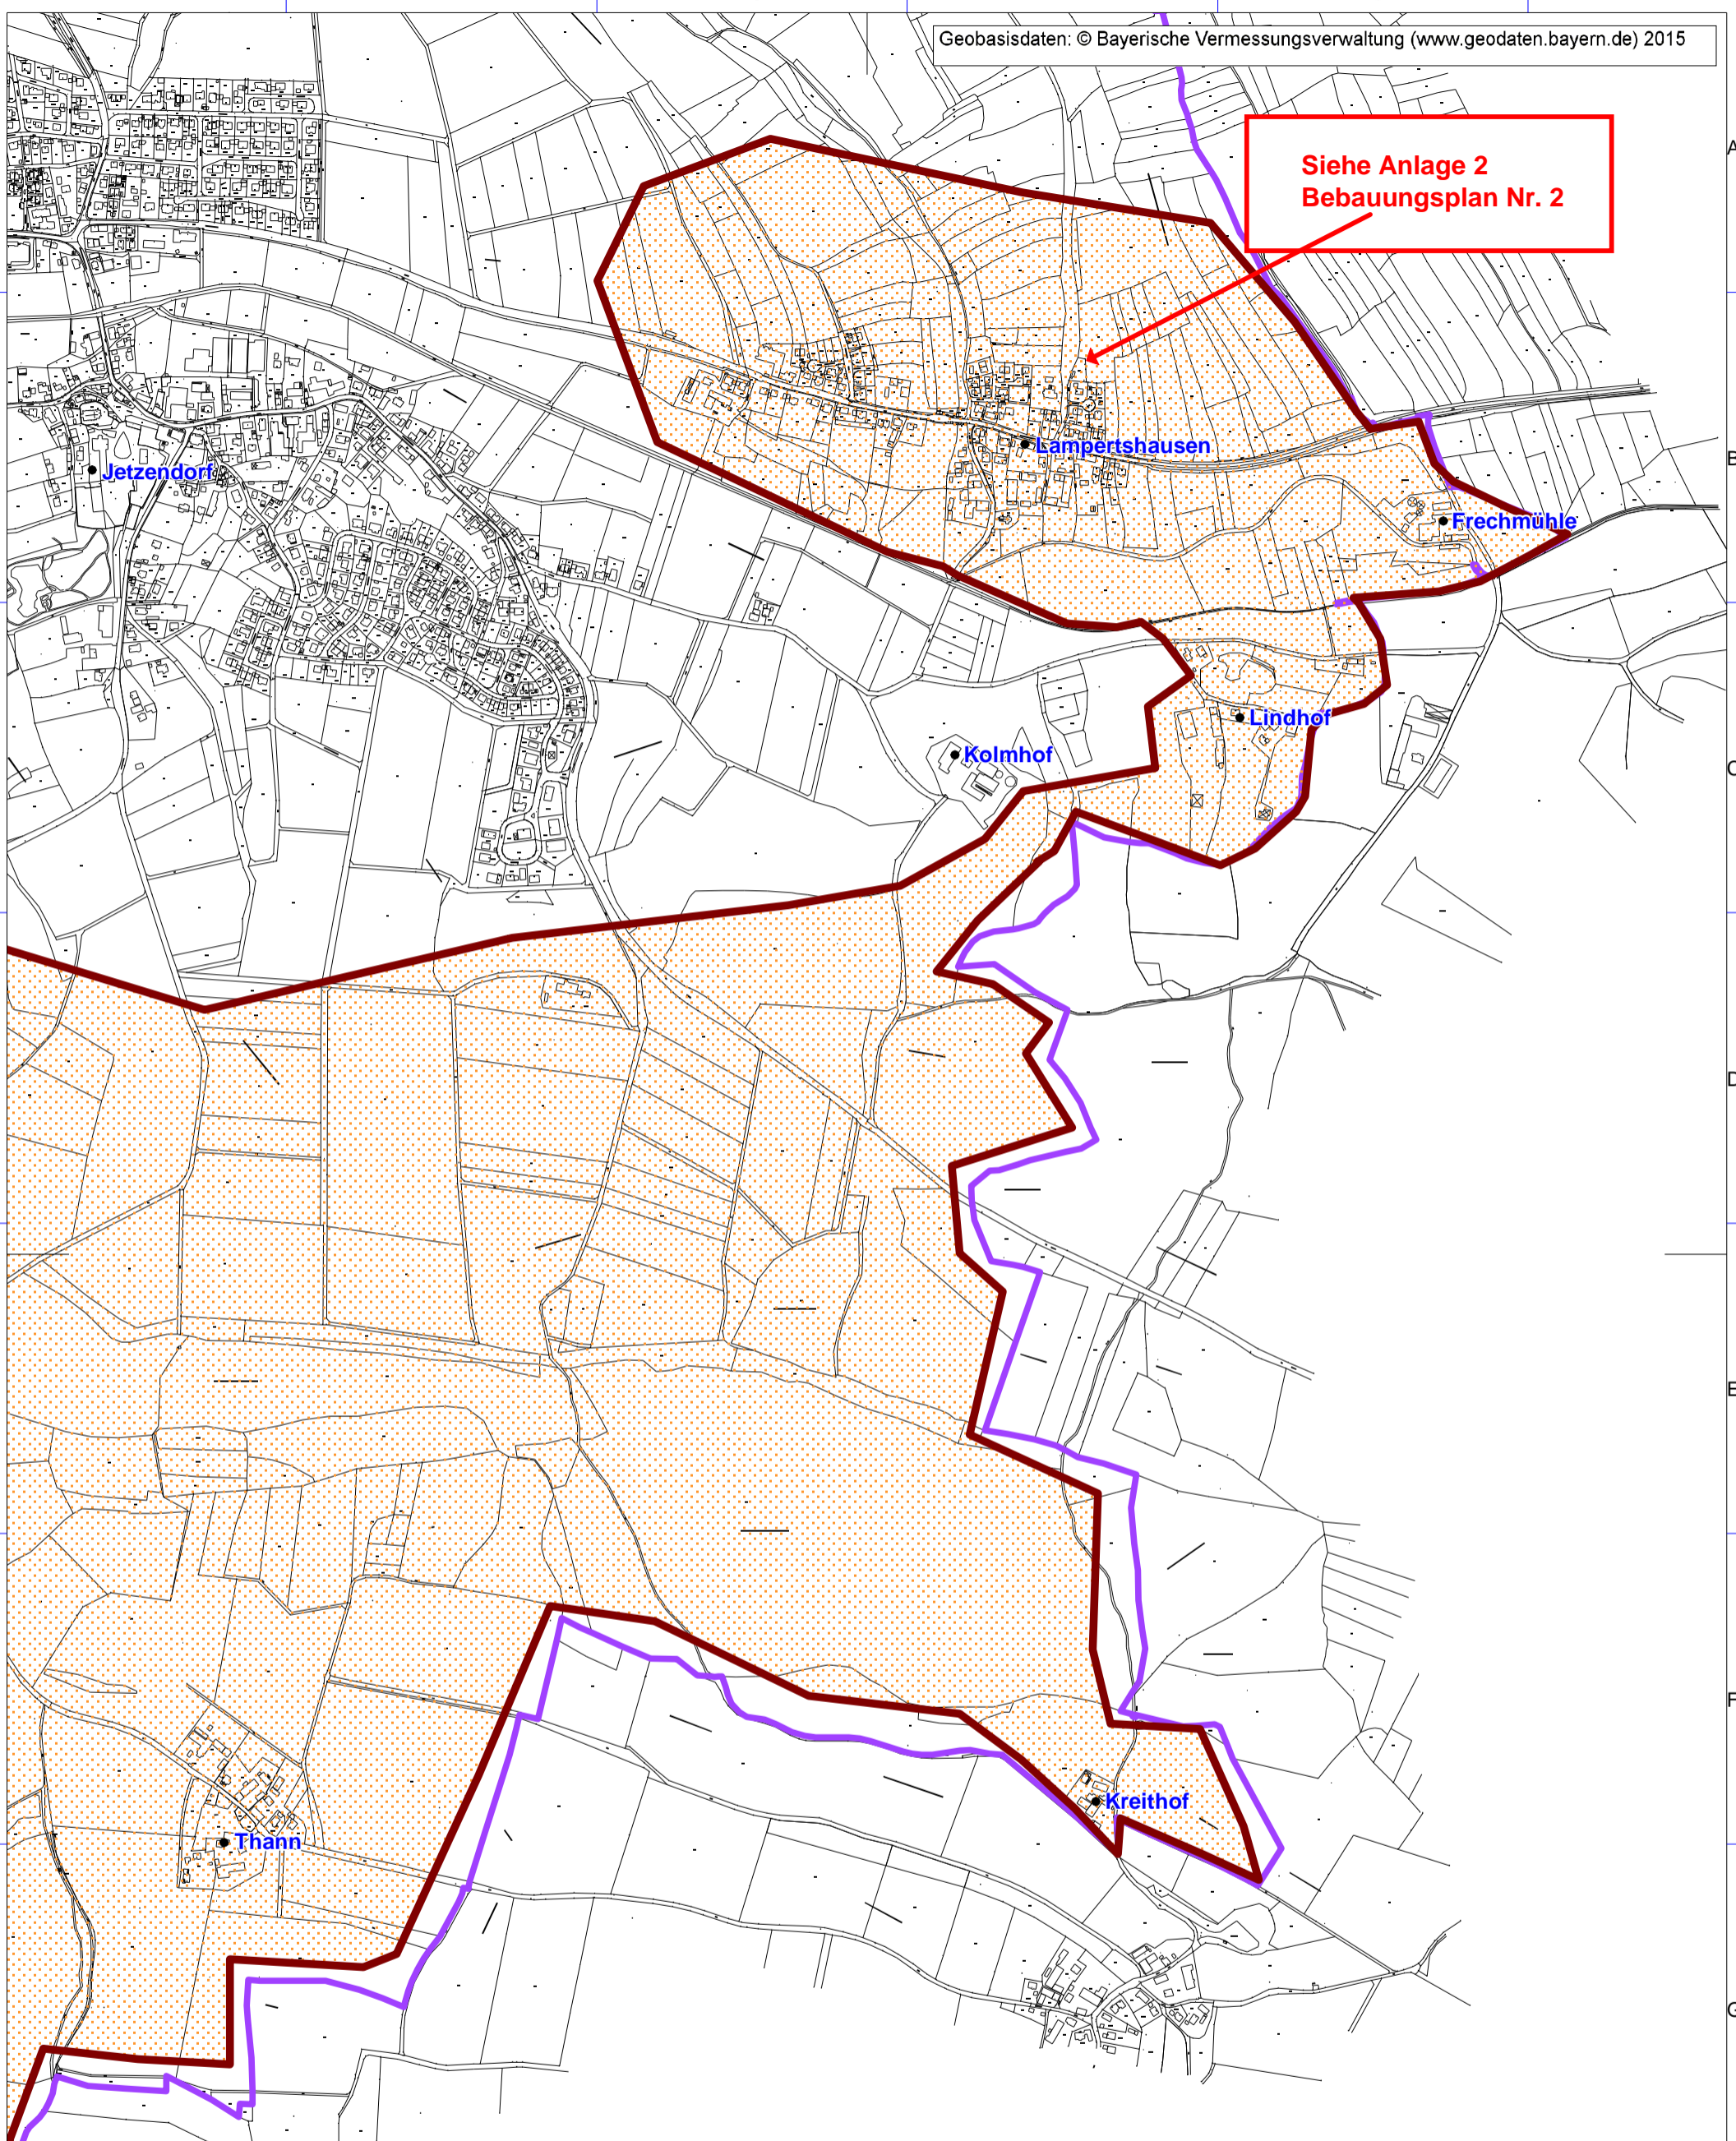 Geobasisdaten: © Bayerische Vermessungsverwaltung (www.geodaten.bayern.de) 2015
A
Siehe Anlage 2
Bebauungsplan Nr. 2
Lampertshausen
B
Jetzendorf
Frechmühle
Lindhof
Kolmhof
C
D
E
F
Kreithof
Thann
G